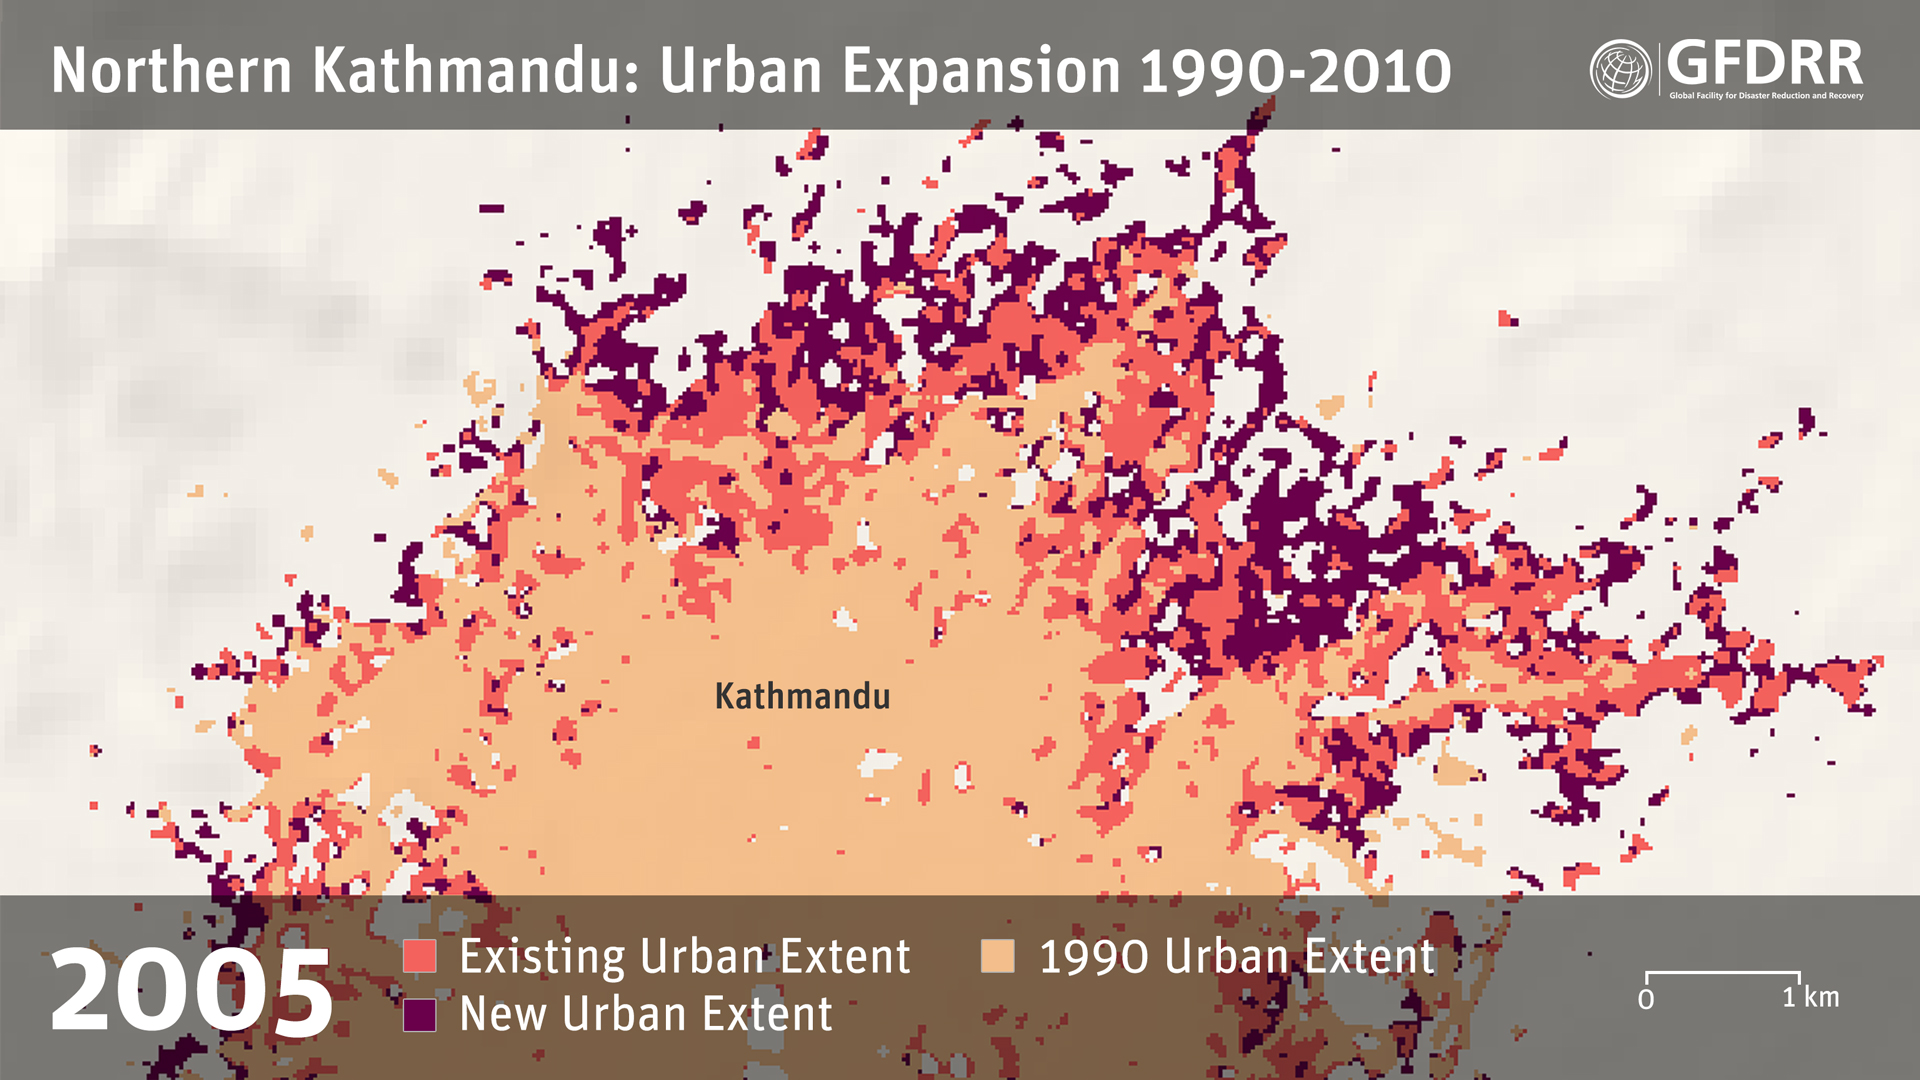 Northern Kathmandu: Urban Expansion 1990-2010
GFDRR
Global Facility for Disaster Reduction and Recovery
Kathmandu
2005
Existing Urban Extent
1990 Urban Extent
New Urban Extent
0
1 km